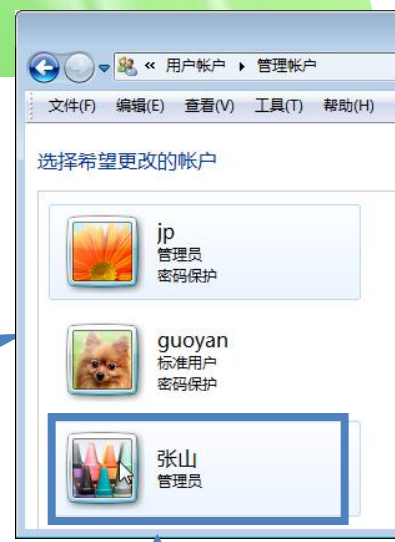 « 用户帐户 ▸ 管理帐户
文件(F) 编辑(E) 查看(V) 工具(T) 帮助(H)
选择希望更改的帐户
jp
管理员
密码保护
guoyan
标准用户
密码保护
张山
管理员